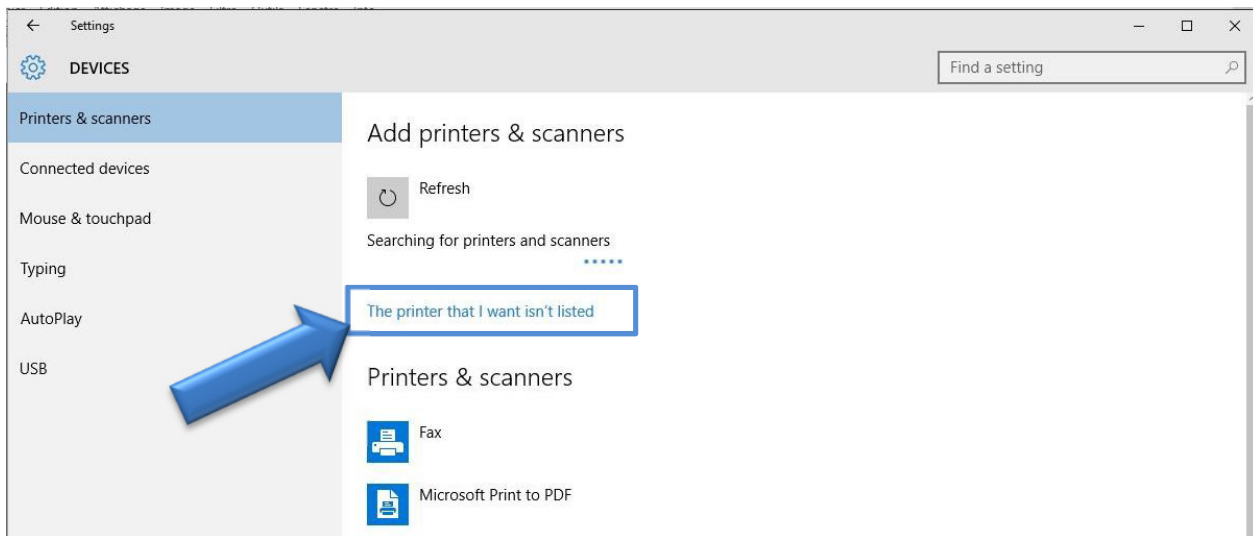 Settings
DEVICES
Find a setting
Printers & scanners
Connected devices
Mouse & touchpad
Typing
AutoPlay
USB
Add printers & scanners
Refresh
Searching for printers and scanners
The printer that I want isn't listed
Printers & scanners
Fax
Microsoft Print to PDF